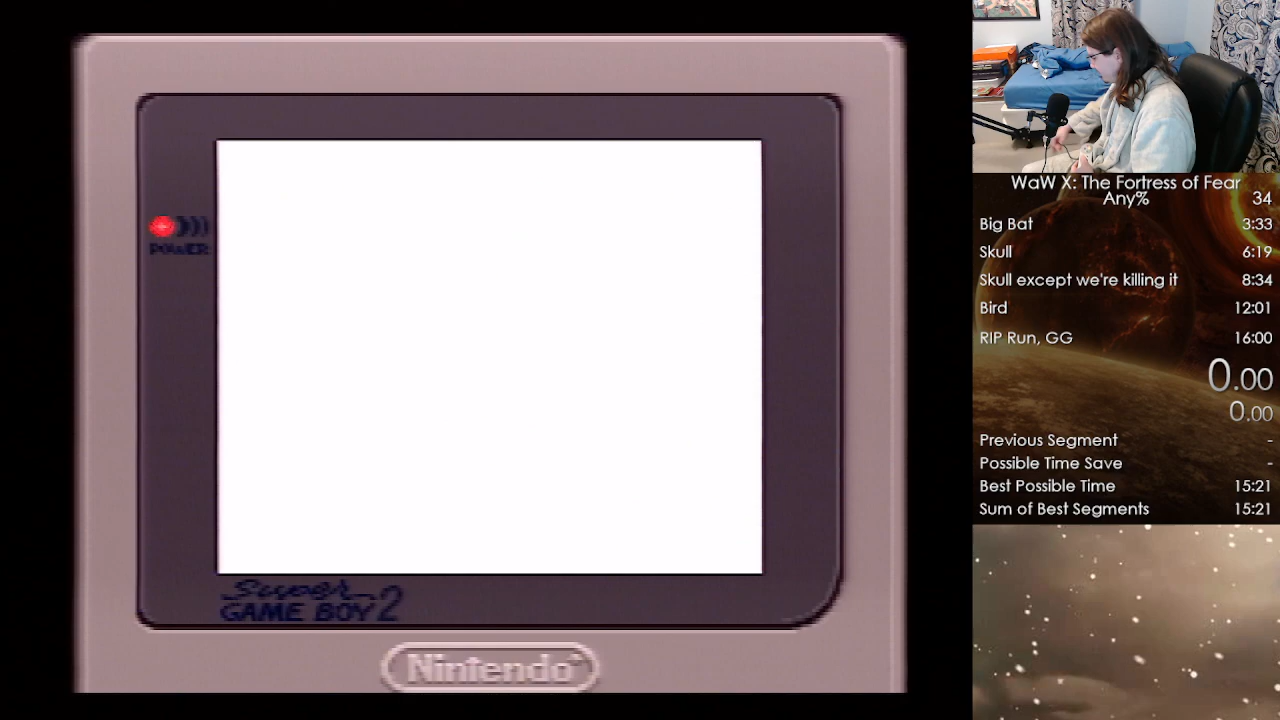 POWER
Super
GAME BOY 2
Nintendo
WaW X: The Fortress of Fear
Any% 34
Big Bat 3:33
Skull 6:19
Skull except we're killing it 8:34
Bird 12:01
RIP Run, GG 16:00
0.00
0.00
Previous Segment -
Possible Time Save -
Best Possible Time 15:21
Sum of Best Segments 15:21